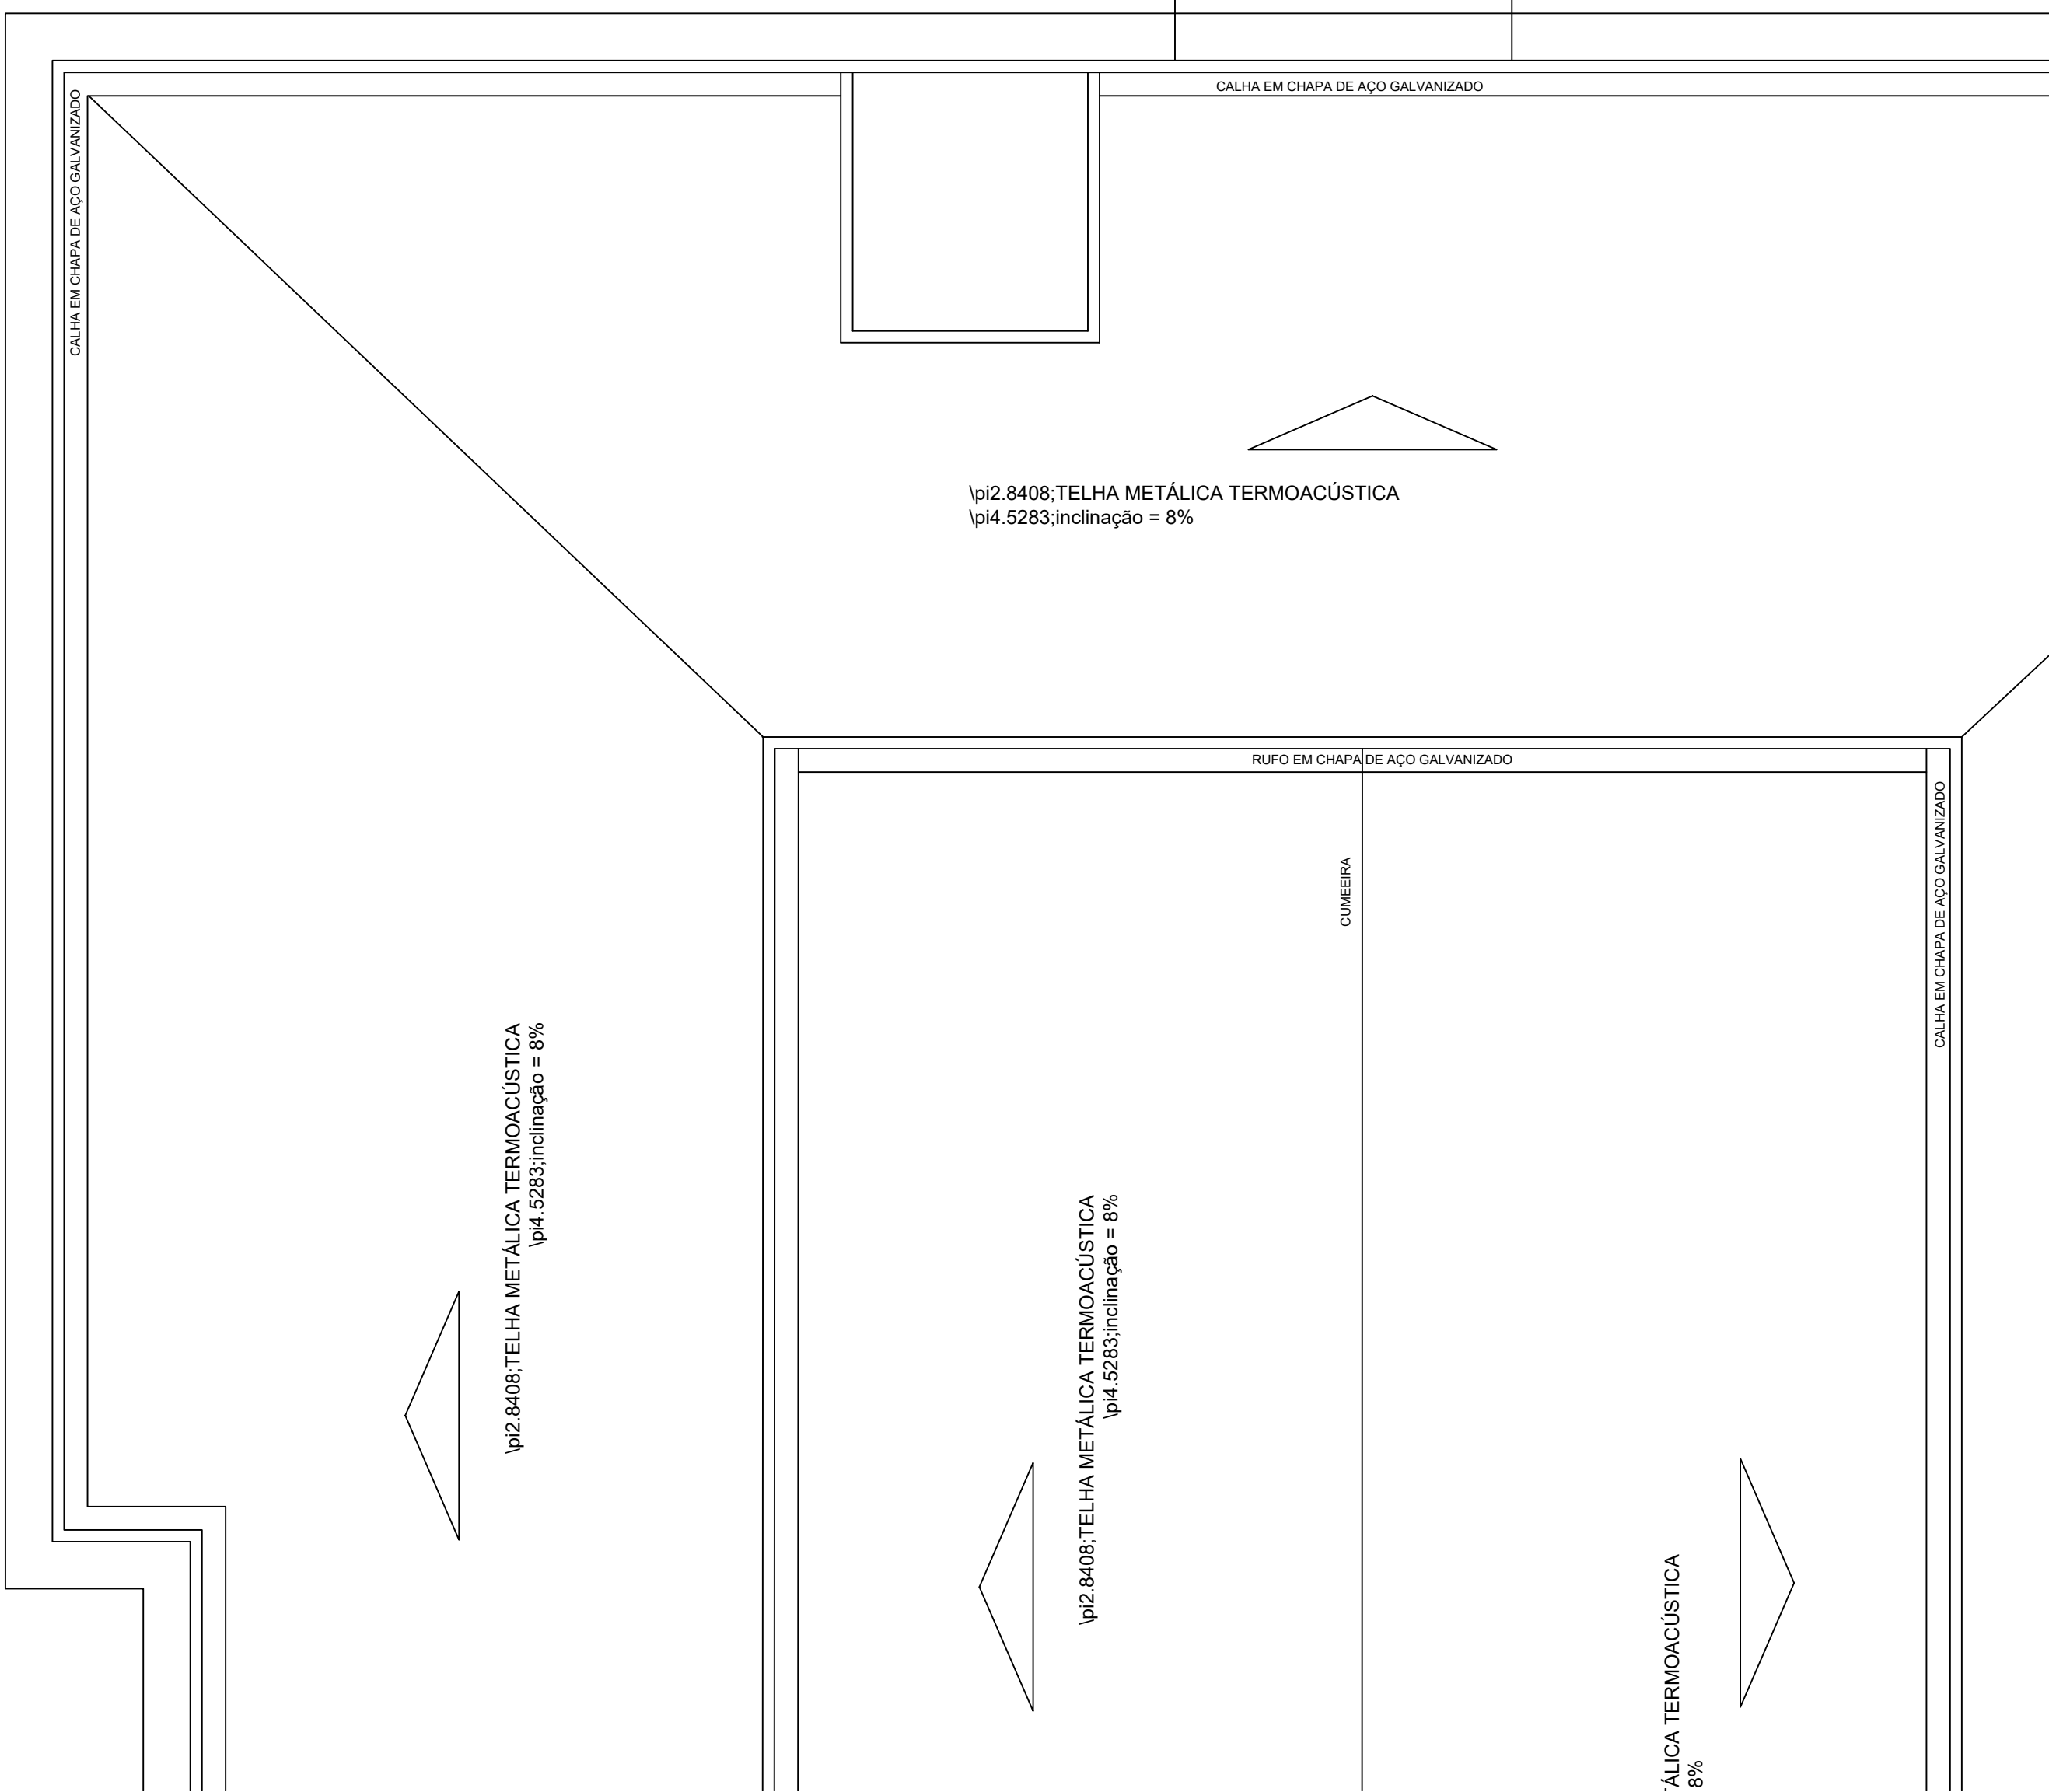 CALHA EM CHAPA DE AÇO GALVANIZADO
CALHA EM CHAPA DE AÇO GALVANIZADO
\pi2.8408;TELHA METÁLICA TERMOACÚSTICA
\pi4.5283;inclinação = 8%
RUFO EM CHAPA DE AÇO GALVANIZADO
CALHA EM CHAPA DE AÇO GALVANIZADO
CUMEEIRA
\pi2.8408;TELHA METÁLICA TERMOACÚSTICA
\pi4.5283;inclinação = 8%
\pi2.8408;TELHA METÁLICA TERMOACÚSTICA
\pi4.5283;inclinação = 8%
ÁLICA TERMOACÚSTICA
8%